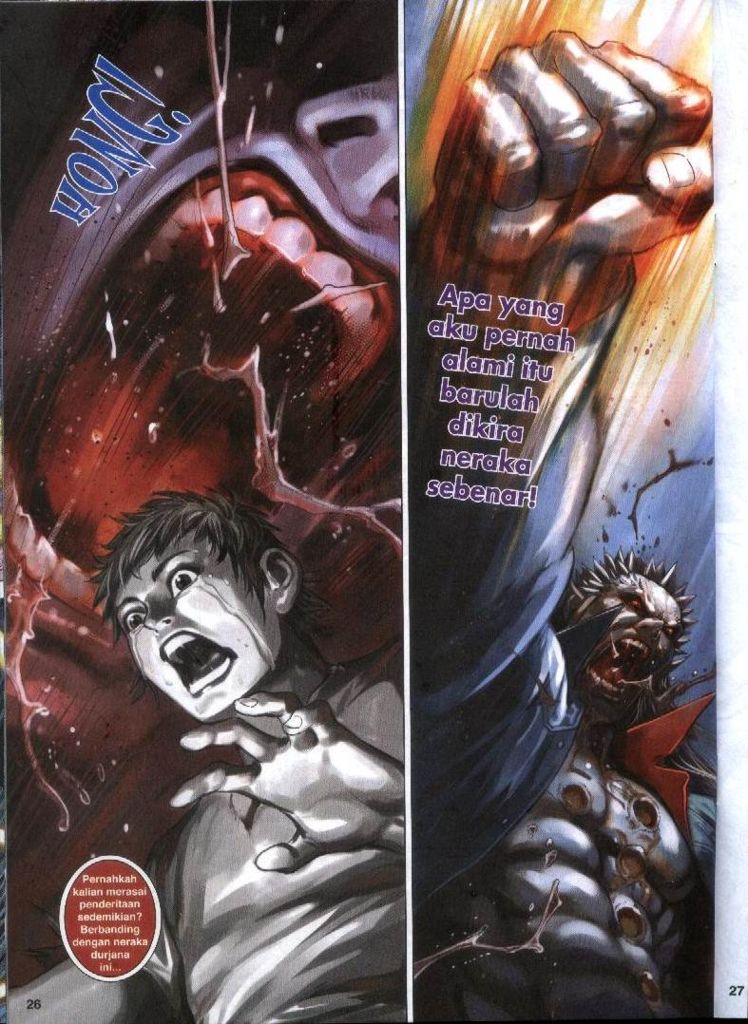 HONG!
Apa yang
aku pernah
alami itu
barulah
dikira
neraka
sebenar!
Pernahkah
kalian merasai
penderitaan
sedemikian?
Berbanding
dengan neraka
durjana
ini...
26
27